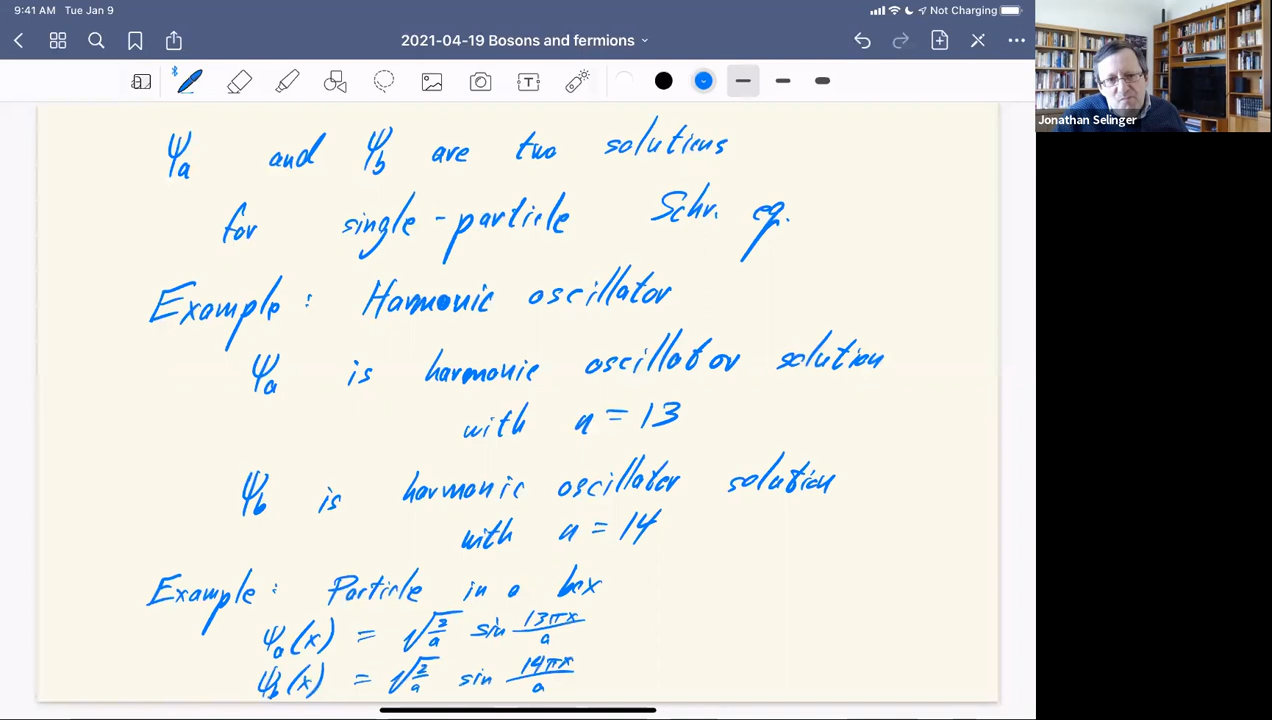 9:41 AM Tue Jan 9
Not Charging
2021-04-19 Bosons and fermions
Jonathan Selinger
ψa and ψb are two solutions
for single-particle Schr. eq.
Example: Harmonic oscillator
ψa is harmonic oscillator solution
with n = 13
ψb is harmonic oscillator solution
with n = 14
Example: Particle in a box
ψa(x) = √(2/a) sin 13πx/a
ψb(x) = √(2/a) sin 14πx/a